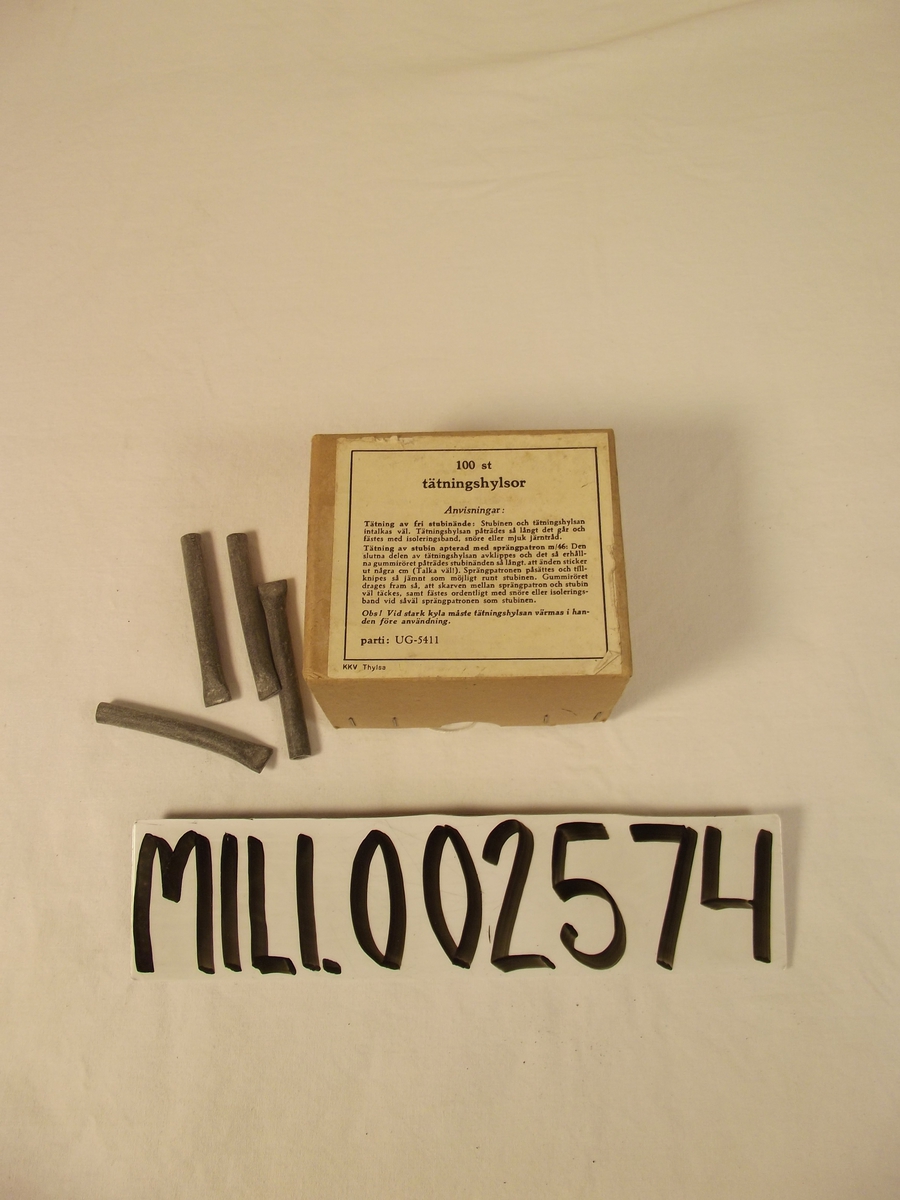 100 st
tätningshylsor
Anvisningar:
Tätning av fri stubinände: Stubinen och tätningshylsan
intalkas väl. Tätningshylsan påträdes så långt det går och
fästes med isoleringsband, snöre eller mjuk järntråd.
Tätning av stubin apterad med sprängpatron m/46: Den
slutna delen av tätningshylsan avklippes och det så erhåll-
na gummiröret påträdes stubinänden så långt, att änden sticker
ut några cm (Talka väl!). Sprängpatronen påsättes och till-
knipes så jämnt som möjligt runt stubinen. Gummiröret
drages fram så, att skarven mellan sprängpatron och stubin
väl täckes, samt fästes ordentligt med snöre eller isolerings-
band vid såväl sprängpatronen som stubinen.
Obs! Vid stark kyla måste tätningshylsan värmas i han-
den före användning.
parti: UG-5411
KKV Thylsa
MILI.002574